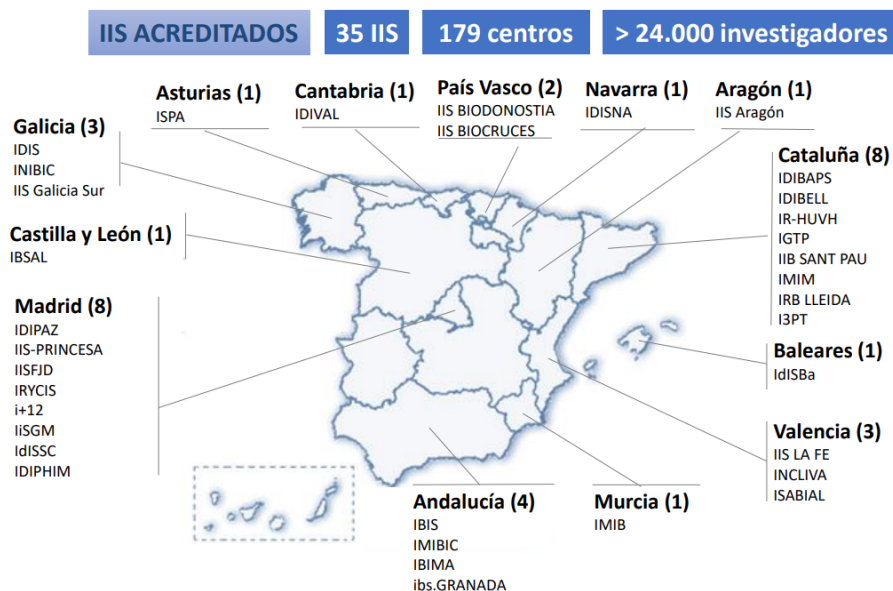 IIS ACREDITADOS
35 IIS
179 centros
> 24.000 investigadores
Asturias (1)
ISPA
Cantabria (1)
IDIVAL
País Vasco (2)
IIS BIODONOSTIA
IIS BIOCRUCES
Navarra (1)
IDISNA
Aragón (1)
IIS Aragón
Galicia (3)
IDIS
INIBIC
IIS Galicia Sur
Cataluña (8)
IDIBAPS
IDIBELL
IR-HUVH
IGTP
IIB SANT PAU
IMIM
IRB LLEIDA
I3PT
Castilla y León (1)
IBSAL
Madrid (8)
IDIPAZ
IIS-PRINCESA
IISFJD
IRYCIS
i+12
IiSGM
IdISSC
IDIPHIM
Baleares (1)
IdISBa
Valencia (3)
IIS LA FE
INCLIVA
ISABIAL
Andalucía (4)
IBIS
IMIBIC
IBIMA
ibs.GRANADA
Murcia (1)
IMIB